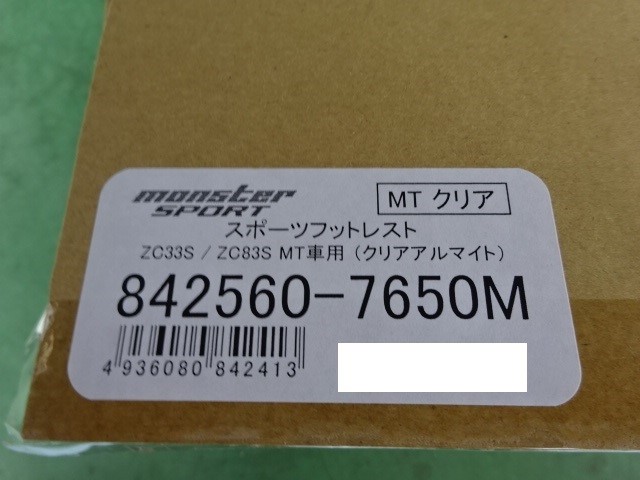 monster
SPORT
MT クリア
スポーツフットレスト
ZC33S / ZC83S MT車用 (クリアアルマイト)
842560-7650M
4 936080 842413